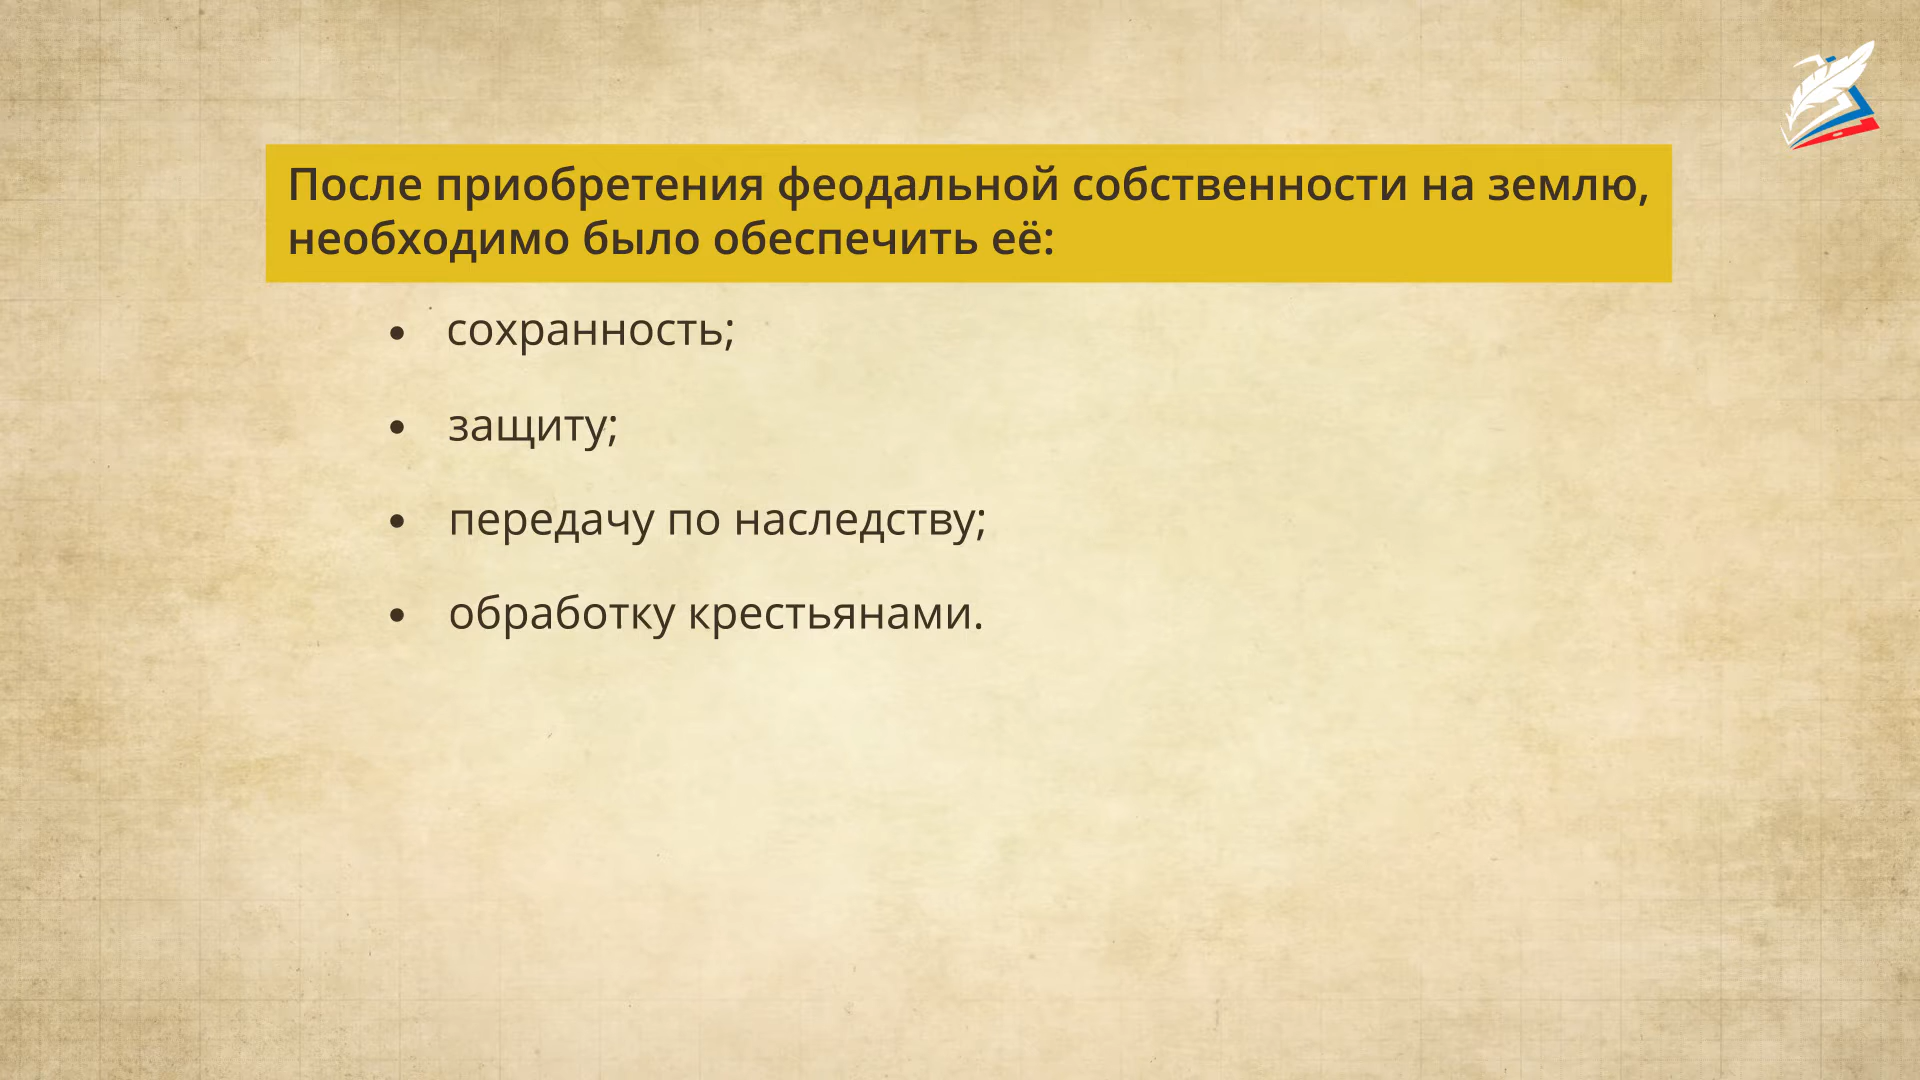 После приобретения феодальной собственности на землю,
необходимо было обеспечить её:
• сохранность;
• защиту;
• передачу по наследству;
• обработку крестьянами.